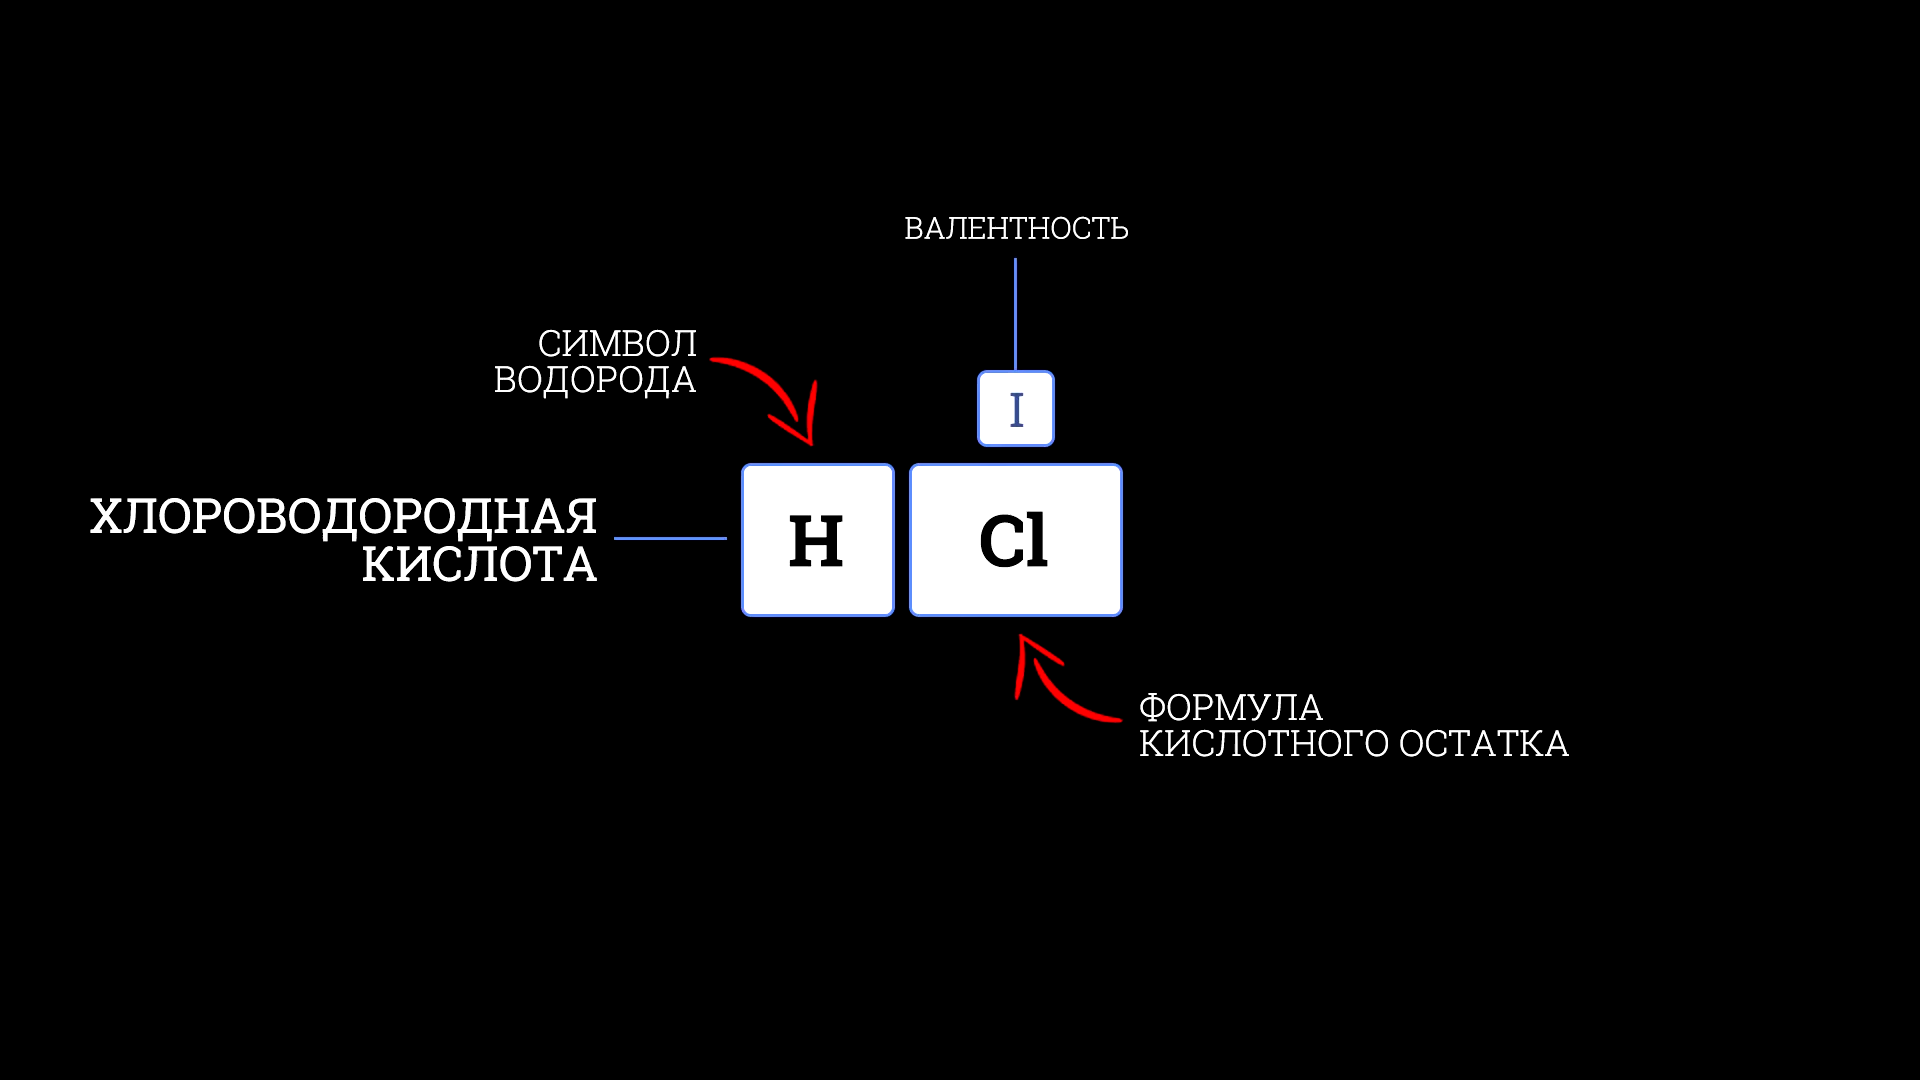 ВАЛЕНТНОСТЬ
СИМВОЛ
ВОДОРОДА
I
ХЛОРОВОДОРОДНАЯ
КИСЛОТА
H Cl
ФОРМУЛА
КИСЛОТНОГО ОСТАТКА